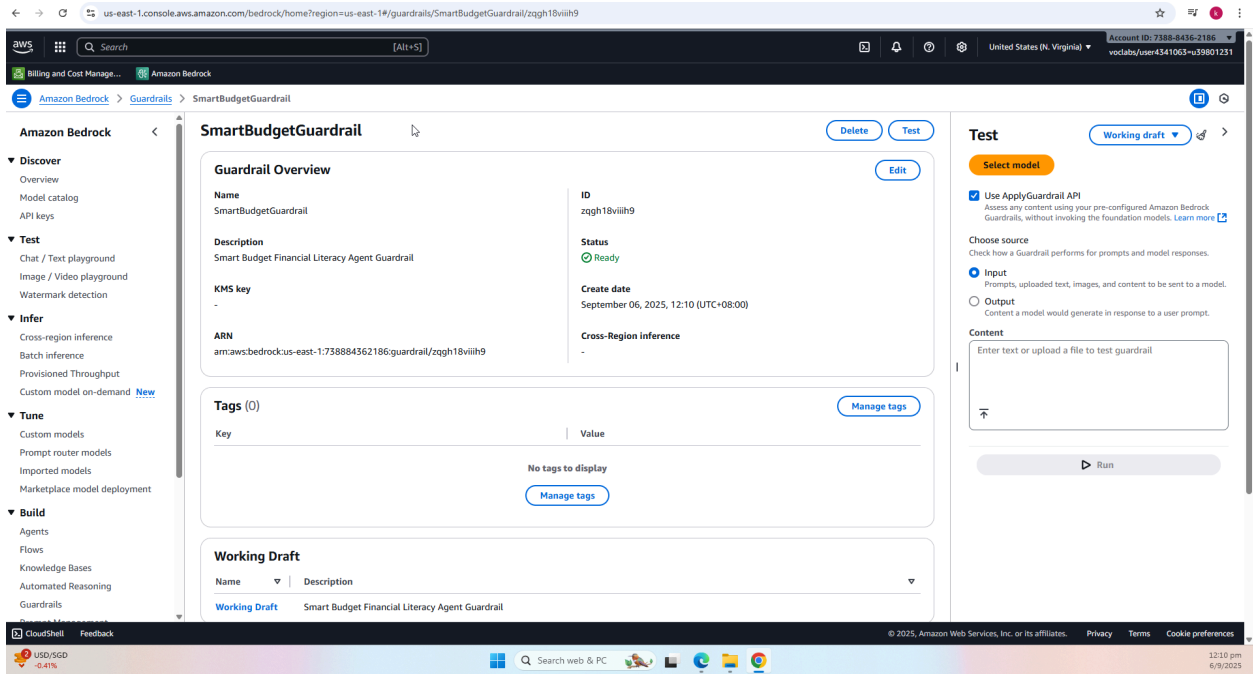 us-east-1.console.aws.amazon.com/bedrock/home?region=us-east-1#/guardrails/SmartBudgetGuardrail/zqgh18viiih9
k
aws
Search
[Alt+S]
United States (N. Virginia)
Account ID: 7388-8436-2186
voclabs/user4341063=u39801231
Billing and Cost Manage...
Amazon Bedrock
Amazon Bedrock
Guardrails
SmartBudgetGuardrail
Amazon Bedrock
Discover
Overview
Model catalog
API keys
Test
Chat / Text playground
Image / Video playground
Watermark detection
Infer
Cross-region inference
Batch inference
Provisioned Throughput
Custom model on-demand New
Tune
Custom models
Prompt router models
Imported models
Marketplace model deployment
Build
Agents
Flows
Knowledge Bases
Automated Reasoning
Guardrails
SmartBudgetGuardrail
Delete
Test
Guardrail Overview
Edit
Name
SmartBudgetGuardrail
ID
zqgh18viiih9
Description
Smart Budget Financial Literacy Agent Guardrail
Status
Ready
KMS key
-
Create date
September 06, 2025, 12:10 (UTC+08:00)
ARN
arn:aws:bedrock:us-east-1:738884362186:guardrail/zqgh18viiih9
Cross-Region inference
-
Tags (0)
Manage tags
Key
Value
No tags to display
Manage tags
Working Draft
Name
Description
Working Draft
Smart Budget Financial Literacy Agent Guardrail
Test
Working draft
Select model
Use ApplyGuardrail API
Assess any content using your pre-configured Amazon Bedrock
Guardrails, without invoking the foundation models. Learn more
Choose source
Check how a Guardrail performs for prompts and model responses.
Input
Prompts, uploaded text, images, and content to be sent to a model.
Output
Content a model would generate in response to a user prompt.
Content
Enter text or upload a file to test guardrail
Run
CloudShell
Feedback
© 2025, Amazon Web Services, Inc. or its affiliates.
Privacy
Terms
Cookie preferences
2
USD/SGD
-0.41%
Search web & PC
12:10 pm
6/9/2025